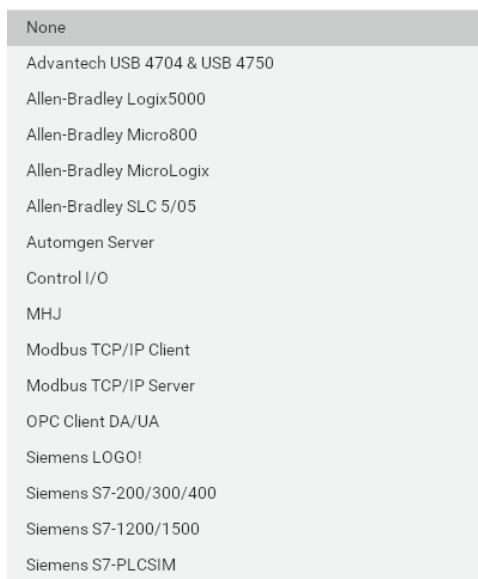 None
Advantech USB 4704 & USB 4750
Allen-Bradley Logix5000
Allen-Bradley Micro800
Allen-Bradley MicroLogix
Allen-Bradley SLC 5/05
Automgen Server
Control I/O
MHJ
Modbus TCP/IP Client
Modbus TCP/IP Server
OPC Client DA/UA
Siemens LOGO!
Siemens S7-200/300/400
Siemens S7-1200/1500
Siemens S7-PLCSIM